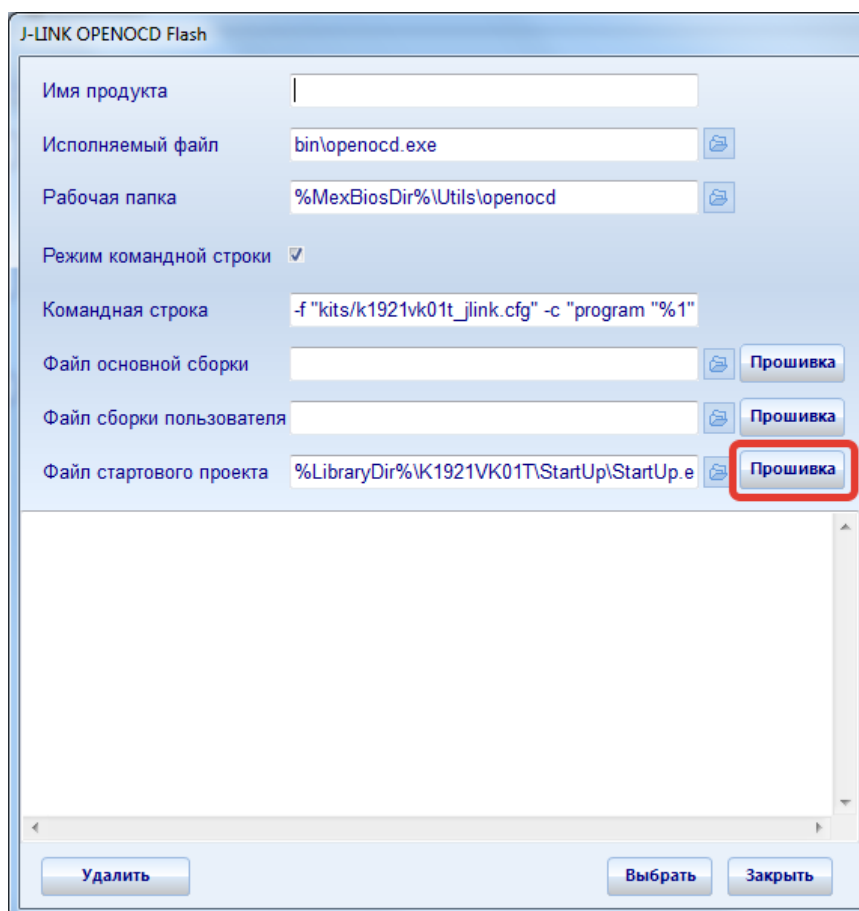 J-LINK OPENOCD Flash
Имя продукта
Исполняемый файл bin\openocd.exe
Рабочая папка %MexBiosDir%\Utils\openocd
Режим командной строки
Командная строка -f "kits/k1921vk01t_jlink.cfg" -c "program "%1"
Файл основной сборки Прошивка
Файл сборки пользователя Прошивка
Файл стартового проекта %LibraryDir%\K1921VK01T\StartUp\StartUp.e Прошивка
Удалить Выбрать Закрыть